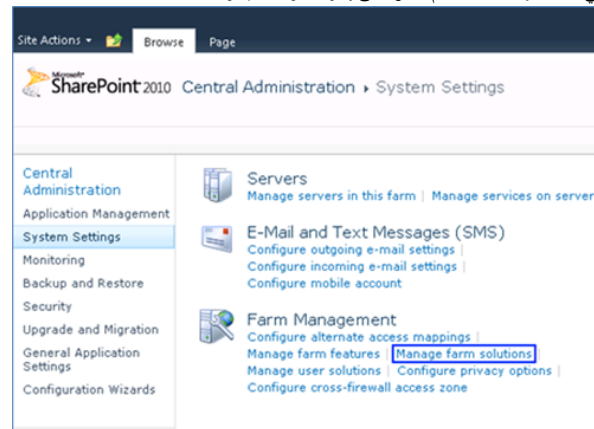 Site Actions Browse Page
Microsoft
SharePoint 2010 Central Administration ▸ System Settings
Central Administration
Application Management
System Settings
Monitoring
Backup and Restore
Security
Upgrade and Migration
General Application
Settings
Configuration Wizards
Servers
Manage servers in this farm | Manage services on server
E-Mail and Text Messages (SMS)
Configure outgoing e-mail settings |
Configure incoming e-mail settings |
Configure mobile account
Farm Management
Configure alternate access mappings |
Manage farm features | Manage farm solutions |
Manage user solutions | Configure privacy options |
Configure cross-firewall access zone